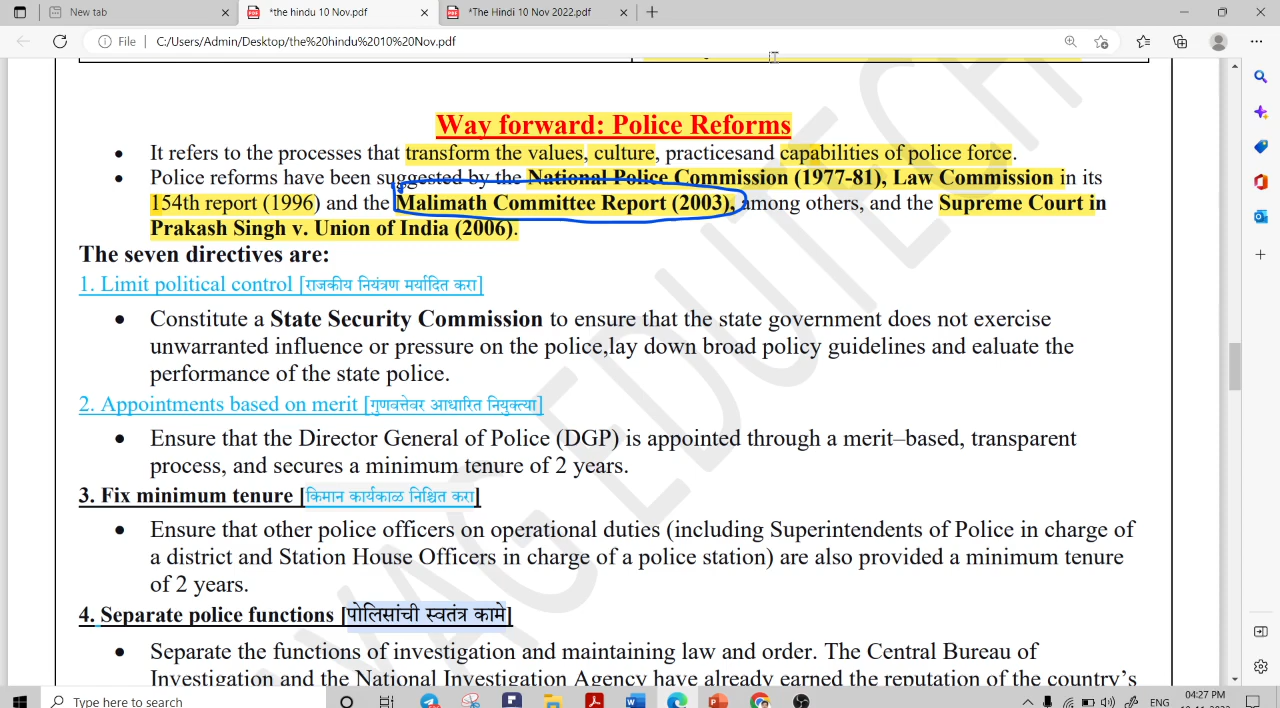 New tab
*the hindu 10 Nov.pdf
*The Hindi 10 Nov 2022.pdf
File
C:/Users/Admin/Desktop/the%20hindu%2010%20Nov.pdf
Way forward: Police Reforms
• It refers to the processes that transform the values, culture, practicesand capabilities of police force.
• Police reforms have been suggested by the National Police Commission (1977-81), Law Commission in its
154th report (1996) and the Malimath Committee Report (2003), among others, and the Supreme Court in
Prakash Singh v. Union of India (2006).
The seven directives are:
1. Limit political control [राजकीय नियंत्रण मर्यादित करा]
• Constitute a State Security Commission to ensure that the state government does not exercise
unwarranted influence or pressure on the police,lay down broad policy guidelines and ealuate the
performance of the state police.
2. Appointments based on merit [गुणवत्तेवर आधारित नियुक्त्या]
• Ensure that the Director General of Police (DGP) is appointed through a merit–based, transparent
process, and secures a minimum tenure of 2 years.
3. Fix minimum tenure [किमान कार्यकाळ निश्चित करा]
• Ensure that other police officers on operational duties (including Superintendents of Police in charge of
a district and Station House Officers in charge of a police station) are also provided a minimum tenure
of 2 years.
4. Separate police functions [पोलिसांची स्वतंत्र कामे]
• Separate the functions of investigation and maintaining law and order. The Central Bureau of
Investigation and the National Investigation Agency have already earned the reputation of the country's
YAG EDUTECH
Type here to search
ENG
04:27 PM